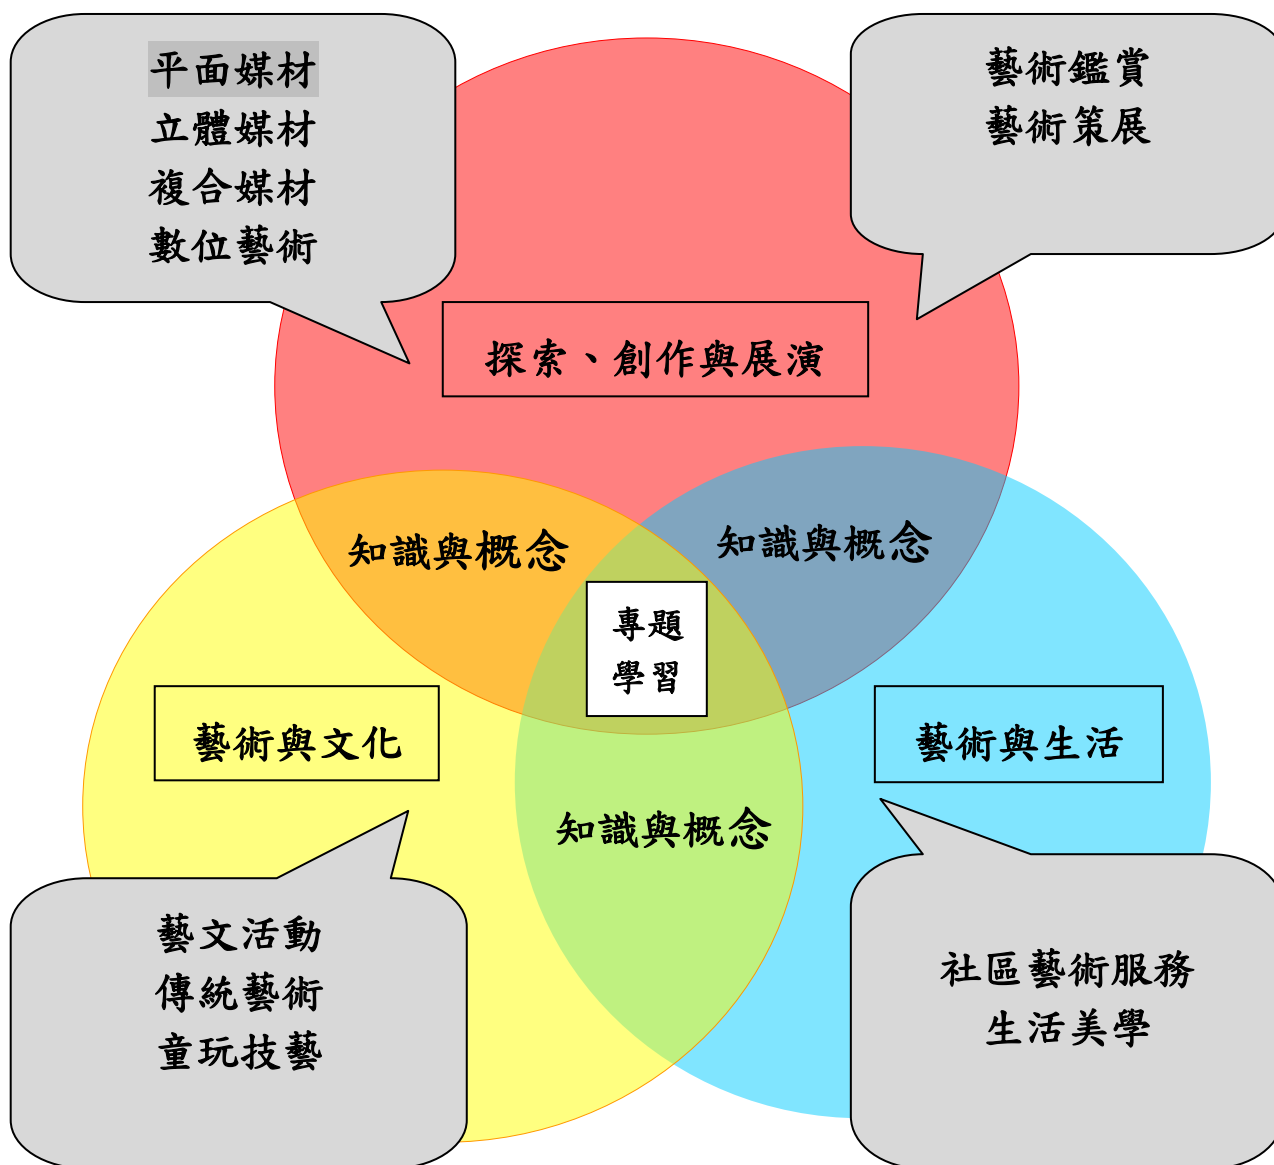 平面媒材
立體媒材
複合媒材
數位藝術
藝術鑑賞
藝術策展
探索、創作與展演
知識與概念
知識與概念
專題
學習
藝術與文化
藝術與生活
知識與概念
藝文活動
傳統藝術
童玩技藝
社區藝術服務
生活美學